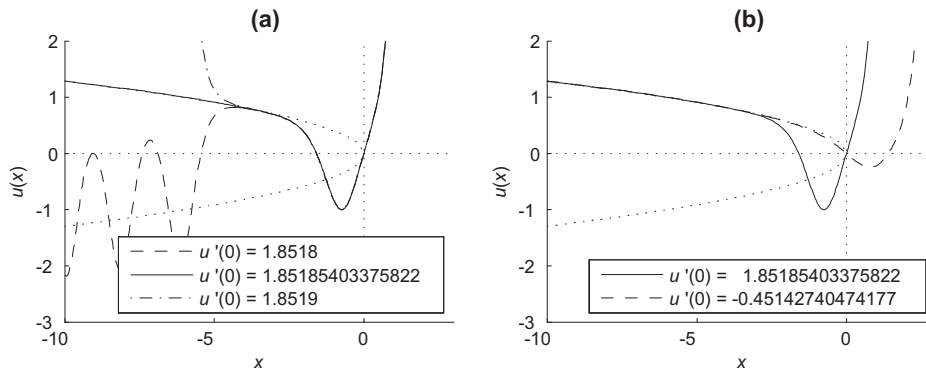 (a)
2
1
0
-1
-2
-3
u(x)
-10
-5
0
x
u '(0) = 1.8518
u '(0) = 1.85185403375822
u '(0) = 1.8519
(b)
2
1
0
-1
-2
-3
u(x)
-10
-5
0
x
u '(0) = 1.85185403375822
u '(0) = -0.45142740474177